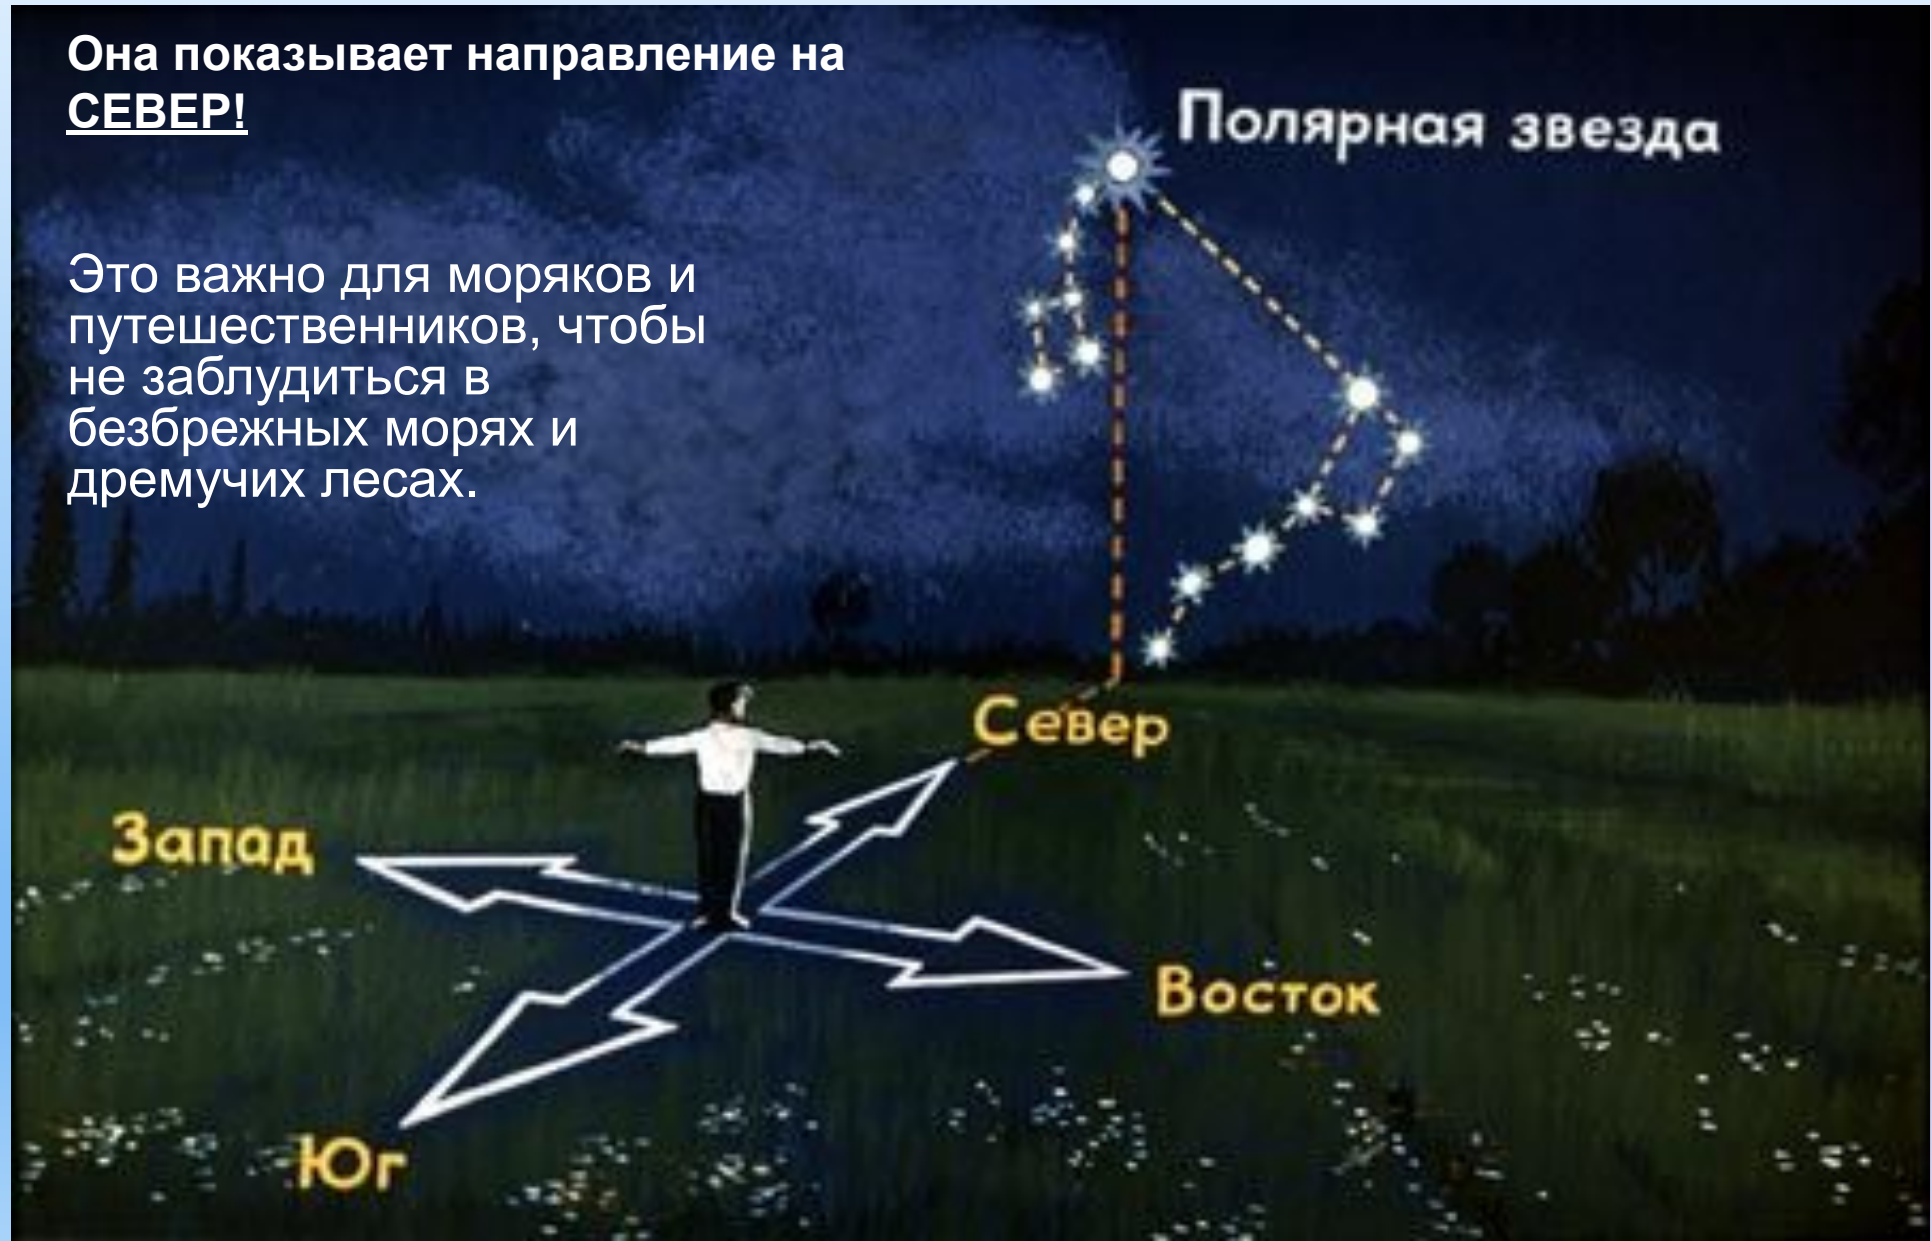 Она показывает направление на
СЕВЕР!
Полярная звезда
Это важно для моряков и
путешественников, чтобы
не заблудиться в
безбрежных морях и
дремучих лесах.
Север
Запад
Восток
Юг